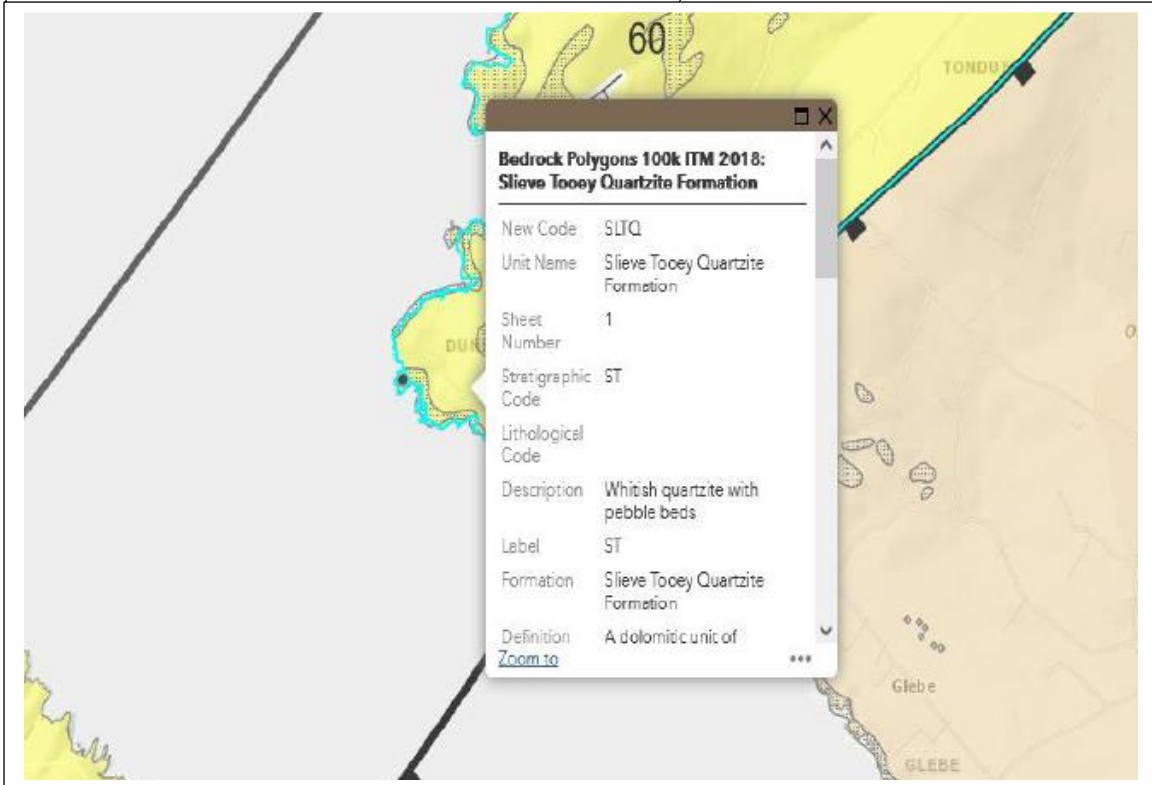 60
TONDU
Bedrock Polygons 100k ITM 2018:
Slieve Tooey Quartzite Formation
New Code SLTQ
Unit Name Slieve Tooey Quartzite
Formation
Sheet 1
Number
Stratigraphic ST
Code
Lithological
Code
Description Whitish quartzite with
pebble beds
Label ST
Formation Slieve Tooey Quartzite
Formation
Definition A dolomitic unit of
Zoom to
DUN
Glebe
GLEBE